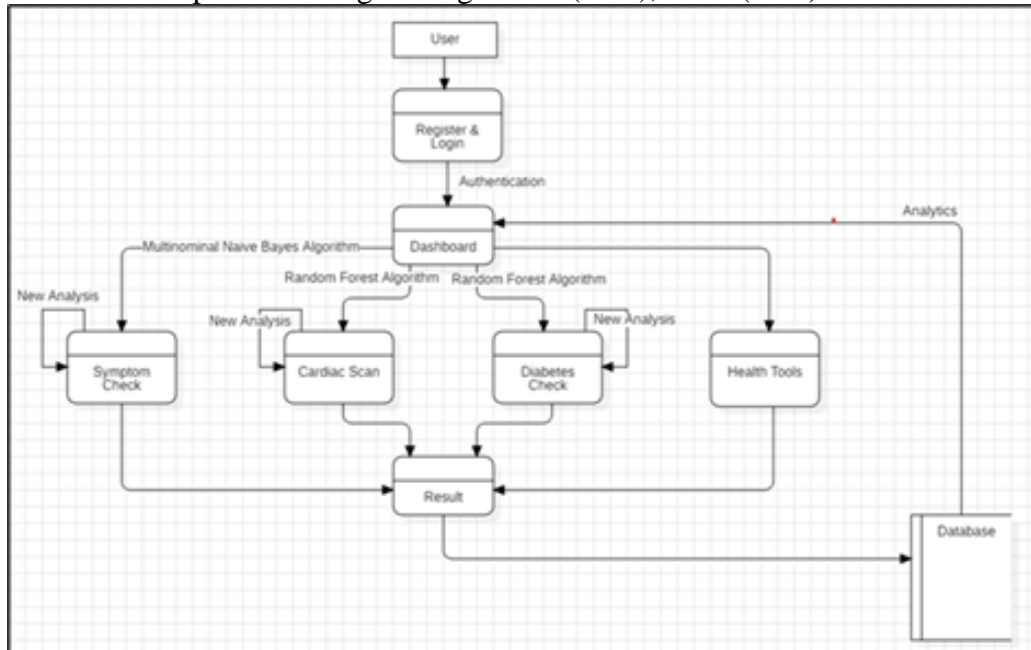 User
Register &
Login
Authentication
Analytics
Dashboard
Multinominal Naive Bayes Algorithm
Random Forest Algorithm
Random Forest Algorithm
New Analysis
New Analysis
New Analysis
Symptom
Check
Cardiac Scan
Diabetes
Check
Health Tools
Result
Database